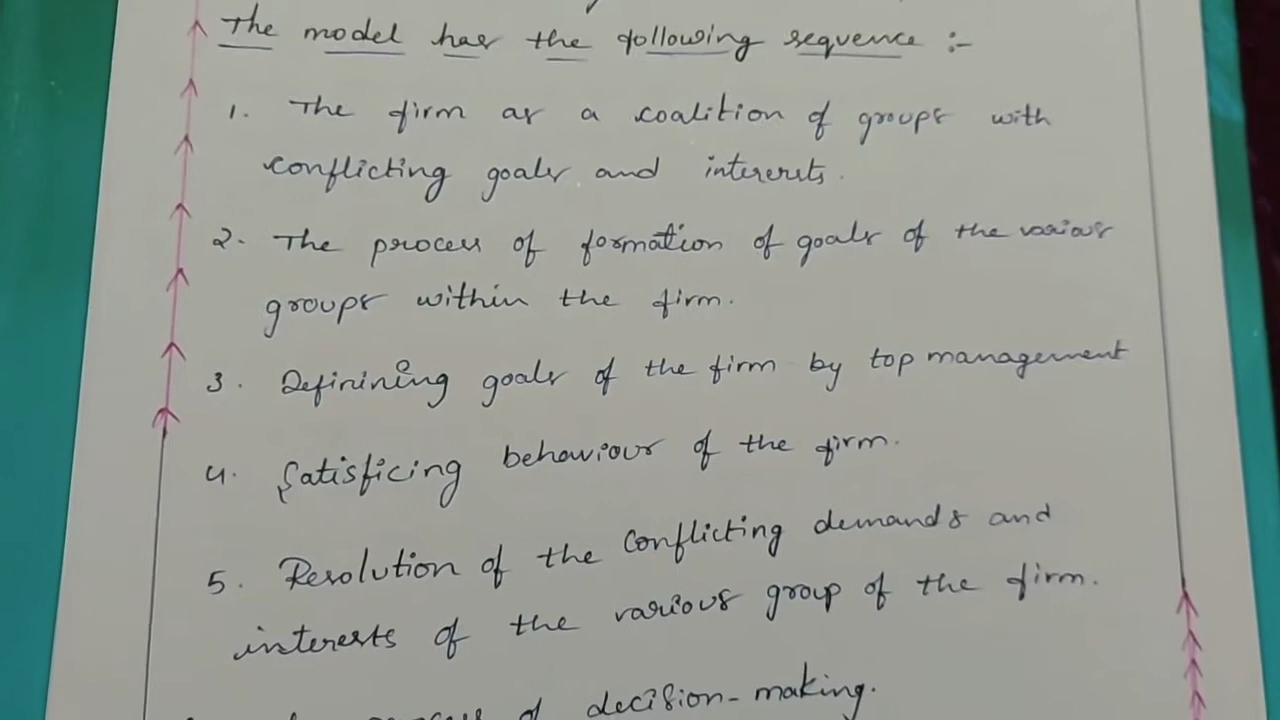 The model has the following sequence :-
1. The firm as a coalition of groups with
conflicting goals and interests.
2. The process of formation of goals of the various
groups within the firm.
3. Definining goals of the firm by top management
4. Satisficing behaviour of the firm.
5. Resolution of the Conflicting demands and
interests of the various group of the firm.
of decision-making.